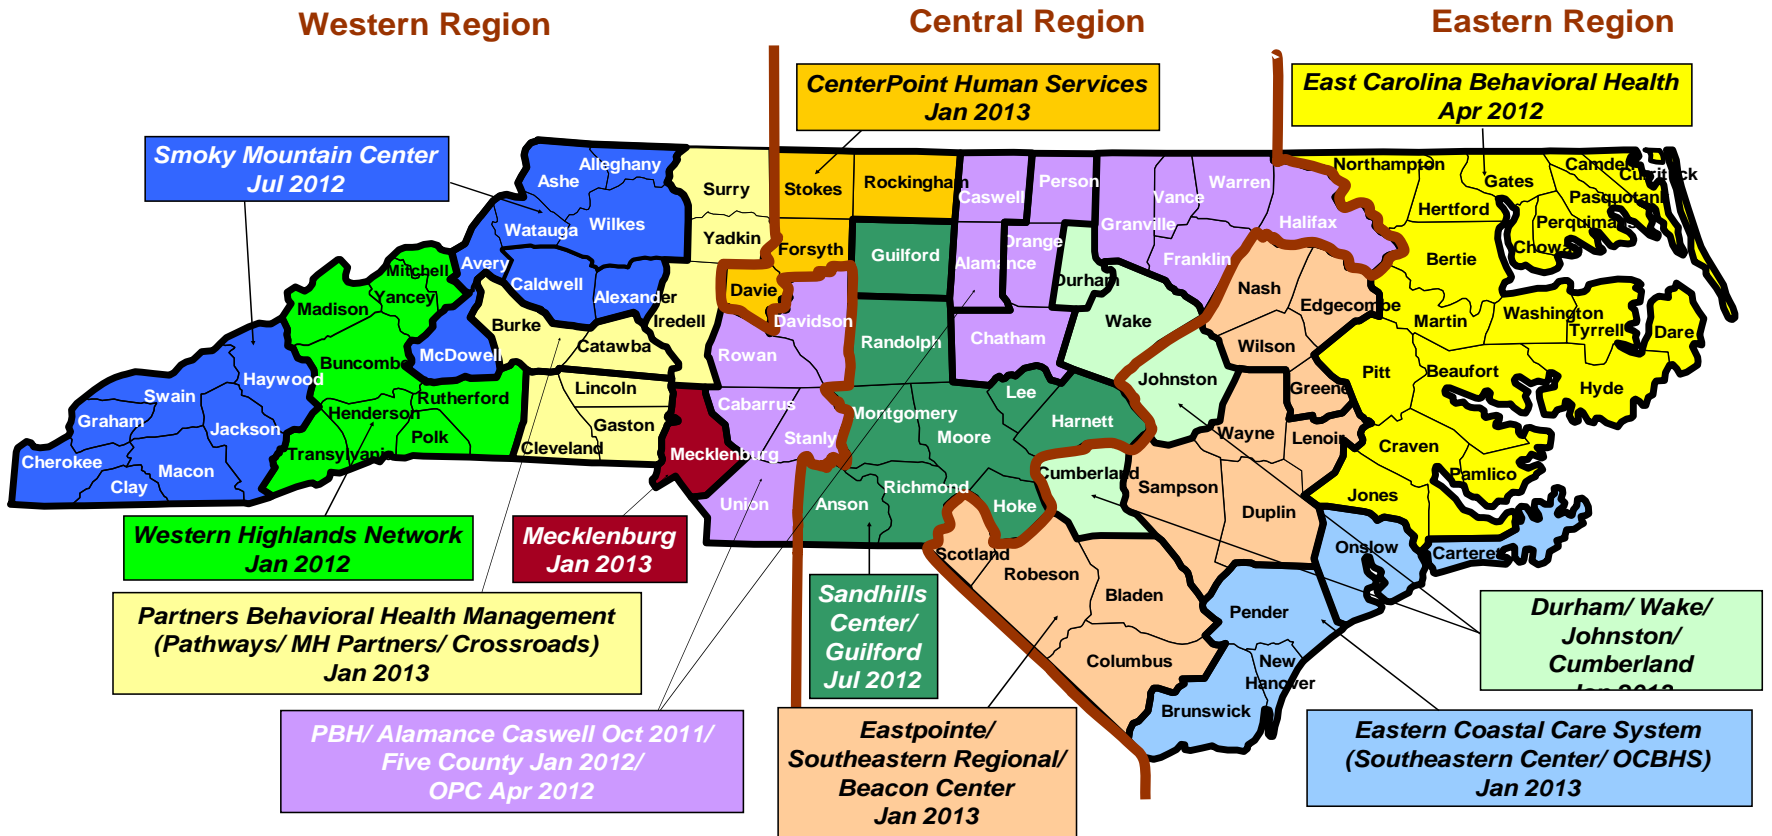 Western Region
Central Region
Eastern Region
CenterPoint Human Services
Jan 2013
East Carolina Behavioral Health
Apr 2012
Smoky Mountain Center
Jul 2012
Alleghany
Ashe
Surry
Stokes
Rockingham
Caswell
Person
Granville
Vance
Warren
Halifax
Northampton
Gates
Camden
Currituck
Pasquotank
Perquimans
Chowan
Hertford
Watauga
Wilkes
Yadkin
Forsyth
Guilford
Alamance
Orange
Durham
Franklin
Nash
Edgecombe
Bertie
Mitchell
Avery
Caldwell
Alexander
Iredell
Davie
Davidson
Madison
Yancey
Burke
Catawba
Rowan
Randolph
Chatham
Wake
Wilson
Martin
Washington
Tyrrell
Dare
McDowell
Buncombe
Haywood
Swain
Graham
Jackson
Henderson
Rutherford
Polk
Transylvania
Lincoln
Gaston
Cleveland
Cabarrus
Stanly
Mecklenburg
Montgomery
Moore
Lee
Harnett
Johnston
Greene
Pitt
Beaufort
Hyde
Cherokee
Clay
Macon
Union
Anson
Richmond
Hoke
Cumberland
Sampson
Wayne
Lenoir
Craven
Pamlico
Jones
Duplin
Onslow
Carteret
Scotland
Robeson
Bladen
Columbus
Pender
New
Hanover
Brunswick
Western Highlands Network
Jan 2012
Mecklenburg
Jan 2013
Partners Behavioral Health Management
(Pathways/ MH Partners/ Crossroads)
Jan 2013
Sandhills
Center/
Guilford
Jul 2012
Durham/ Wake/
Johnston/
Cumberland
Jan 2013
PBH/ Alamance Caswell Oct 2011/
Five County Jan 2012/
OPC Apr 2012
Eastpointe/
Southeastern Regional/
Beacon Center
Jan 2013
Eastern Coastal Care System
(Southeastern Center/ OCBHS)
Jan 2013